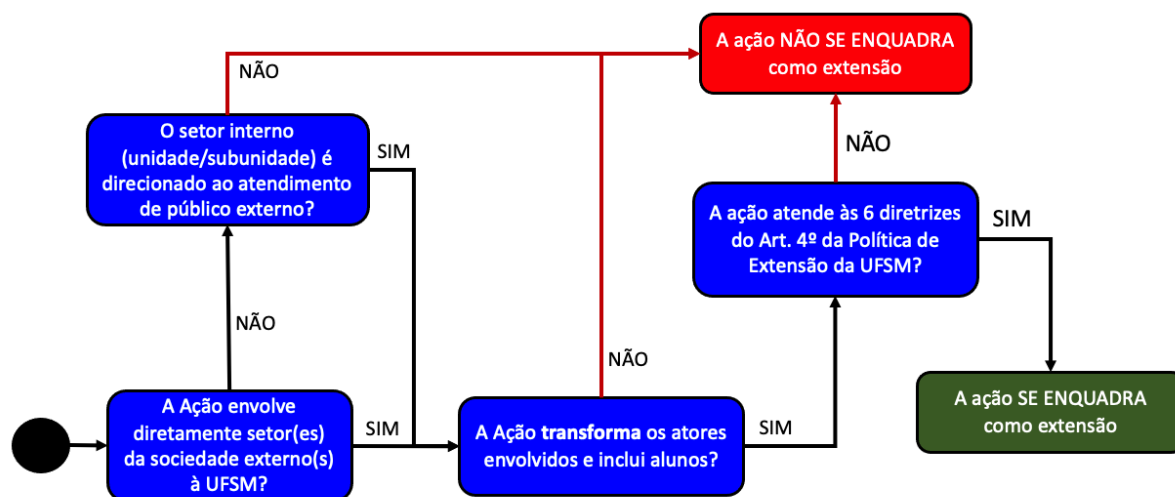 A ação NÃO SE ENQUADRA
como extensão
NÃO
O setor interno
(unidade/subunidade) é
direcionado ao atendimento
de público externo?
SIM
NÃO
A ação atende às 6 diretrizes
do Art. 4º da Política de
Extensão da UFSM?
SIM
NÃO
NÃO
A Ação envolve
diretamente setor(es)
da sociedade externo(s)
à UFSM?
SIM
A Ação transforma os atores
envolvidos e inclui alunos?
SIM
A ação SE ENQUADRA
como extensão